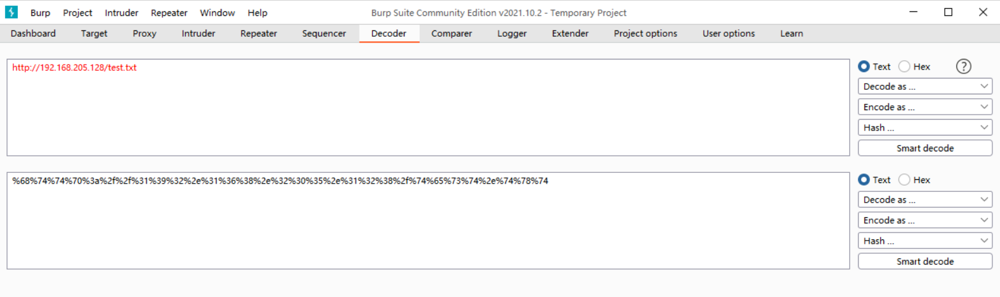 Burp Project Intruder Repeater Window Help Burp Suite Community Edition v2021.10.2 - Temporary Project
Dashboard Target Proxy Intruder Repeater Sequencer Decoder Comparer Logger Extender Project options User options Learn
http://192.168.205.128/test.txt
Text Hex ?
Decode as ...
Encode as ...
Hash ...
Smart decode
%68%74%74%70%3a%2f%2f%31%39%32%2e%31%36%38%2e%32%30%35%2e%31%32%38%2f%74%65%73%74%2e%74%78%74
Text Hex
Decode as ...
Encode as ...
Hash ...
Smart decode